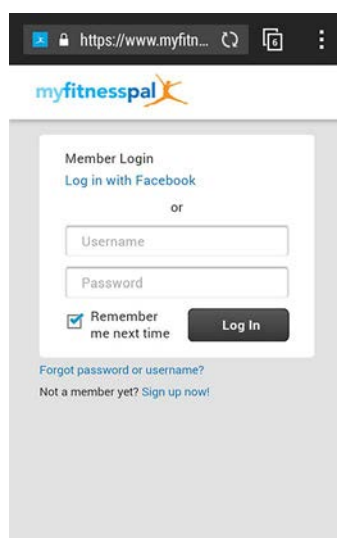 https://www.myfitn... 6
myfitnesspal
Member Login
Log in with Facebook
or
Username
Password
Remember
me next time
Log In
Forgot password or username?
Not a member yet? Sign up now!